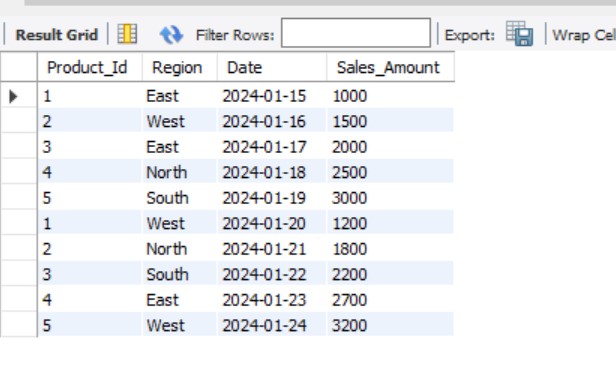 Result Grid Filter Rows: Export: Wrap Cel
Product_Id Region Date Sales_Amount
1 East 2024-01-15 1000
2 West 2024-01-16 1500
3 East 2024-01-17 2000
4 North 2024-01-18 2500
5 South 2024-01-19 3000
1 West 2024-01-20 1200
2 North 2024-01-21 1800
3 South 2024-01-22 2200
4 East 2024-01-23 2700
5 West 2024-01-24 3200